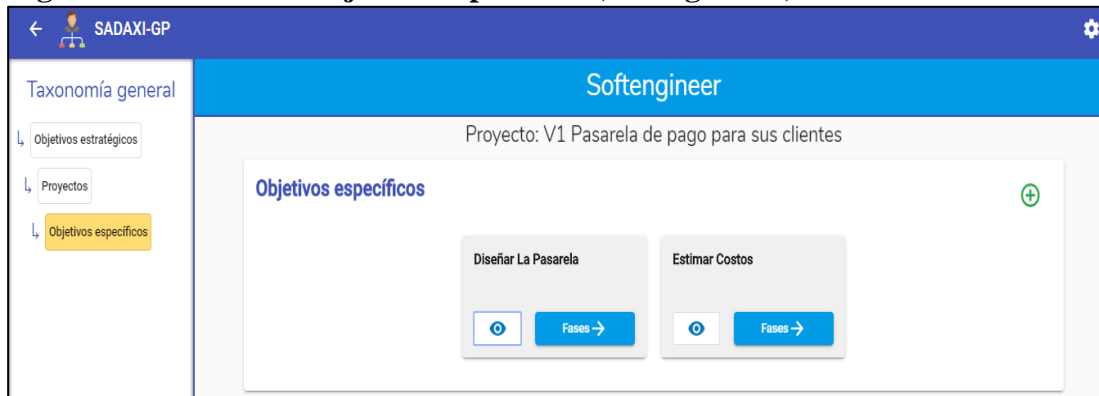 SADAXI-GP
Taxonomía general
Objetivos estratégicos
Proyectos
Objetivos específicos
Softengineer
Proyecto: V1 Pasarela de pago para sus clientes
Objetivos específicos
Diseñar La Pasarela
Fases
Estimar Costos
Fases